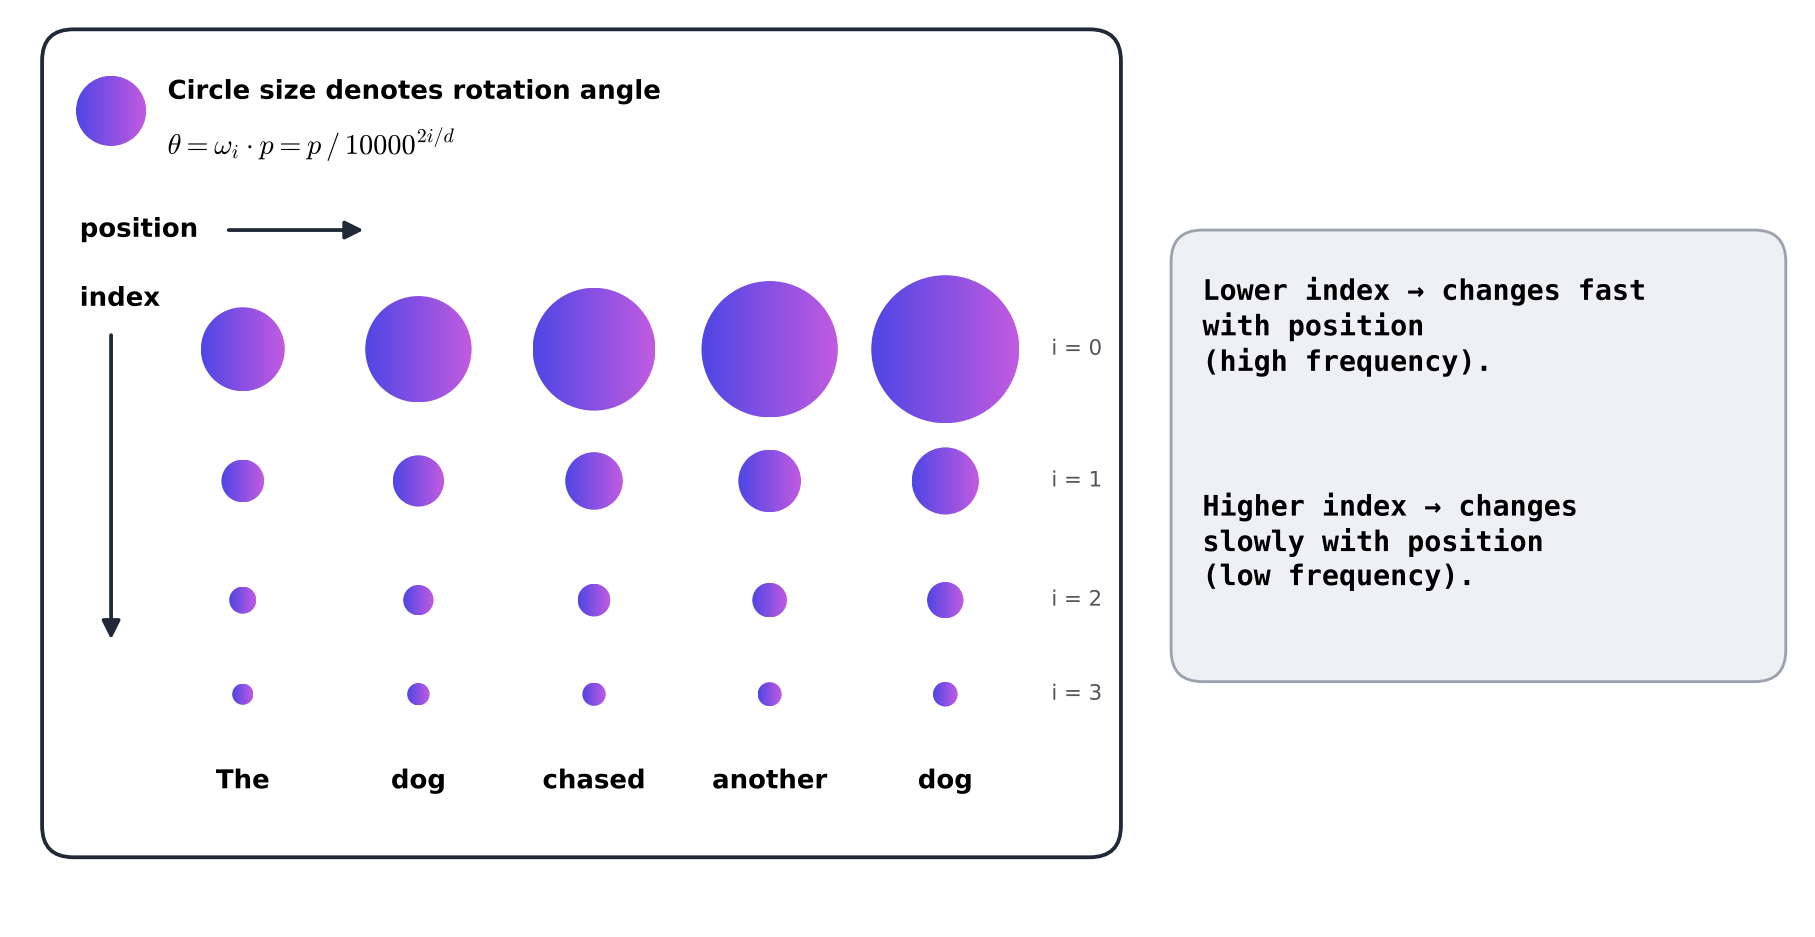 Circle size denotes rotation angle
θ = ω_i · p = p / 10000^{2i/d}
position
index
i = 0
i = 1
i = 2
i = 3
The dog chased another dog
Lower index → changes fast
with position
(high frequency).
Higher index → changes
slowly with position
(low frequency).